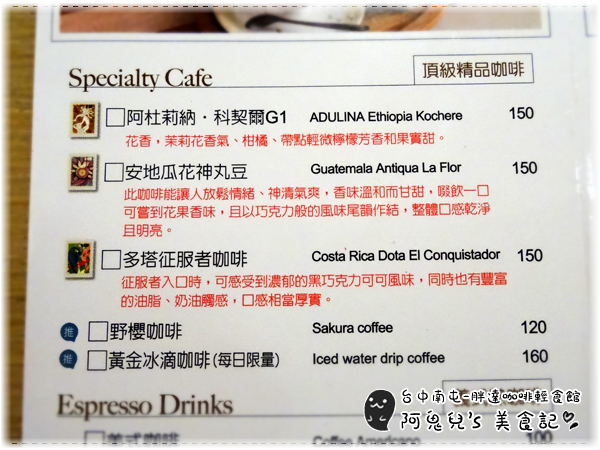 Specialty Cafe 頂級精品咖啡
阿杜莉納·科契爾G1 ADULINA Ethiopia Kochere 150
花香,茉莉花香氣、柑橘、帶點輕微檸檬芳香和果實甜。
安地瓜花神丸豆 Guatemala Antiqua La Flor 150
此咖啡能讓人放鬆情緒、神清氣爽,香味溫和而甘甜,啜飲一口
可嘗到花果香味,且以巧克力般的風味尾韻作結,整體口感乾淨
且明亮。
多塔征服者咖啡 Costa Rica Dota El Conquistador 150
征服者入口時,可感受到濃郁的黑巧克力可可風味,同時也有豐富
的油脂、奶油觸感,口感相當厚實。
推 野櫻咖啡 Sakura coffee 120
推 黃金冰滴咖啡(每日限量) Iced water drip coffee 160
Espresso Drinks
美式咖啡 Coffee Americano 100
台中南屯-胖達咖啡輕食館
阿兔兒's 美食記